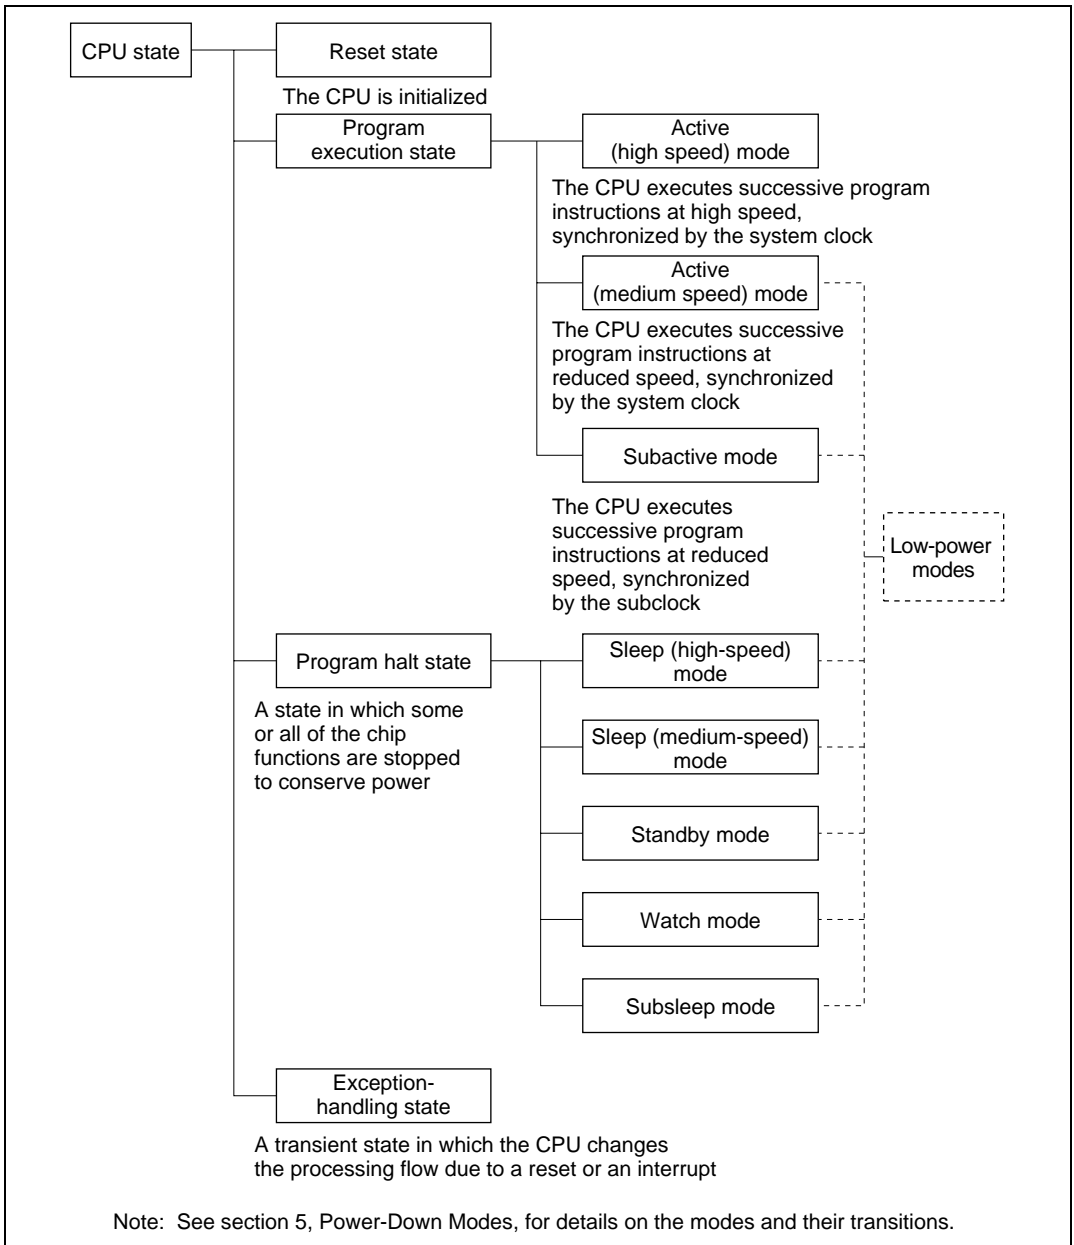 CPU state
Reset state
The CPU is initialized
Program
execution state
Active
(high speed) mode
The CPU executes successive program
instructions at high speed,
synchronized by the system clock
Active
(medium speed) mode
The CPU executes successive
program instructions at
reduced speed, synchronized
by the system clock
Subactive mode
The CPU executes
successive program
instructions at reduced
speed, synchronized
by the subclock
Low-power
modes
Program halt state
A state in which some
or all of the chip
functions are stopped
to conserve power
Sleep (high-speed)
mode
Sleep (medium-speed)
mode
Standby mode
Watch mode
Subsleep mode
Exception-
handling state
A transient state in which the CPU changes
the processing flow due to a reset or an interrupt
Note: See section 5, Power-Down Modes, for details on the modes and their transitions.